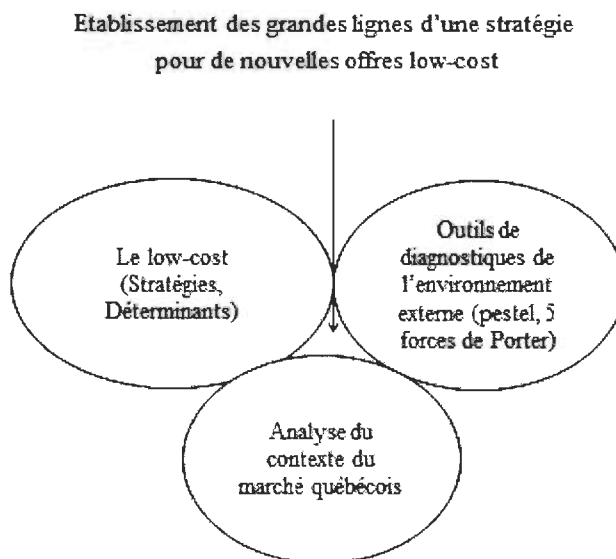 Etablissement des grandes lignes d'une stratégie
pour de nouvelles offres low-cost
Le low-cost
(Stratégies,
Déterminants)
Outils de
diagnostiques de
l'environnement
externe (pestel, 5
forces de Porter)
Analyse du
contexte du
marché québécois